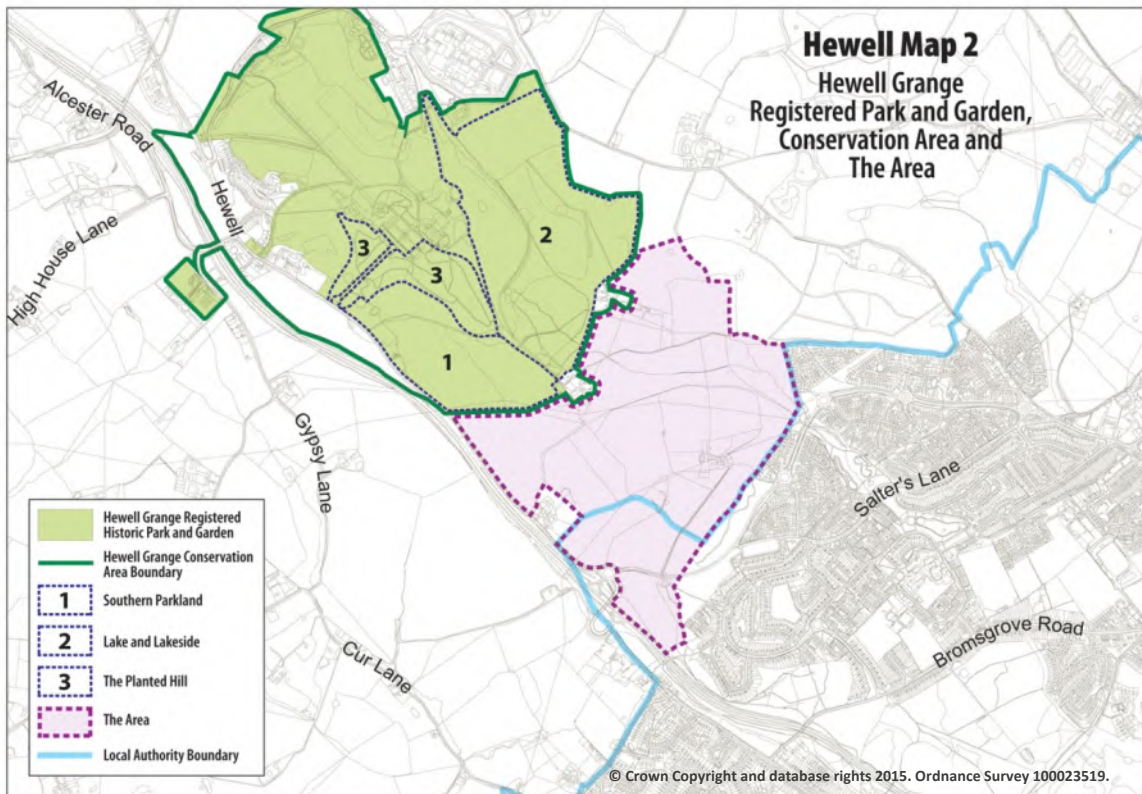 Hewell Map 2
Hewell Grange
Registered Park and Garden,
Conservation Area and
The Area
Alcester Road
Hewell
High House Lane
3
3
2
1
Gypsy Lane
Salter's Lane
Cur Lane
Bromsgrove Road
Hewell Grange Registered
Historic Park and Garden
Hewell Grange Conservation
Area Boundary
1 Southern Parkland
2 Lake and Lakeside
3 The Planted Hill
The Area
Local Authority Boundary
© Crown Copyright and database rights 2015. Ordnance Survey 100023519.